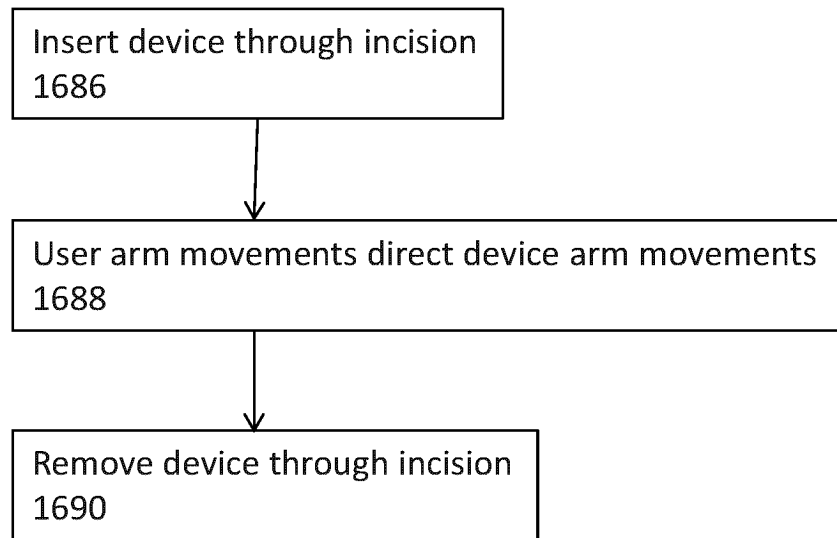 Insert device through incision
1686
User arm movements direct device arm movements
1688
Remove device through incision
1690